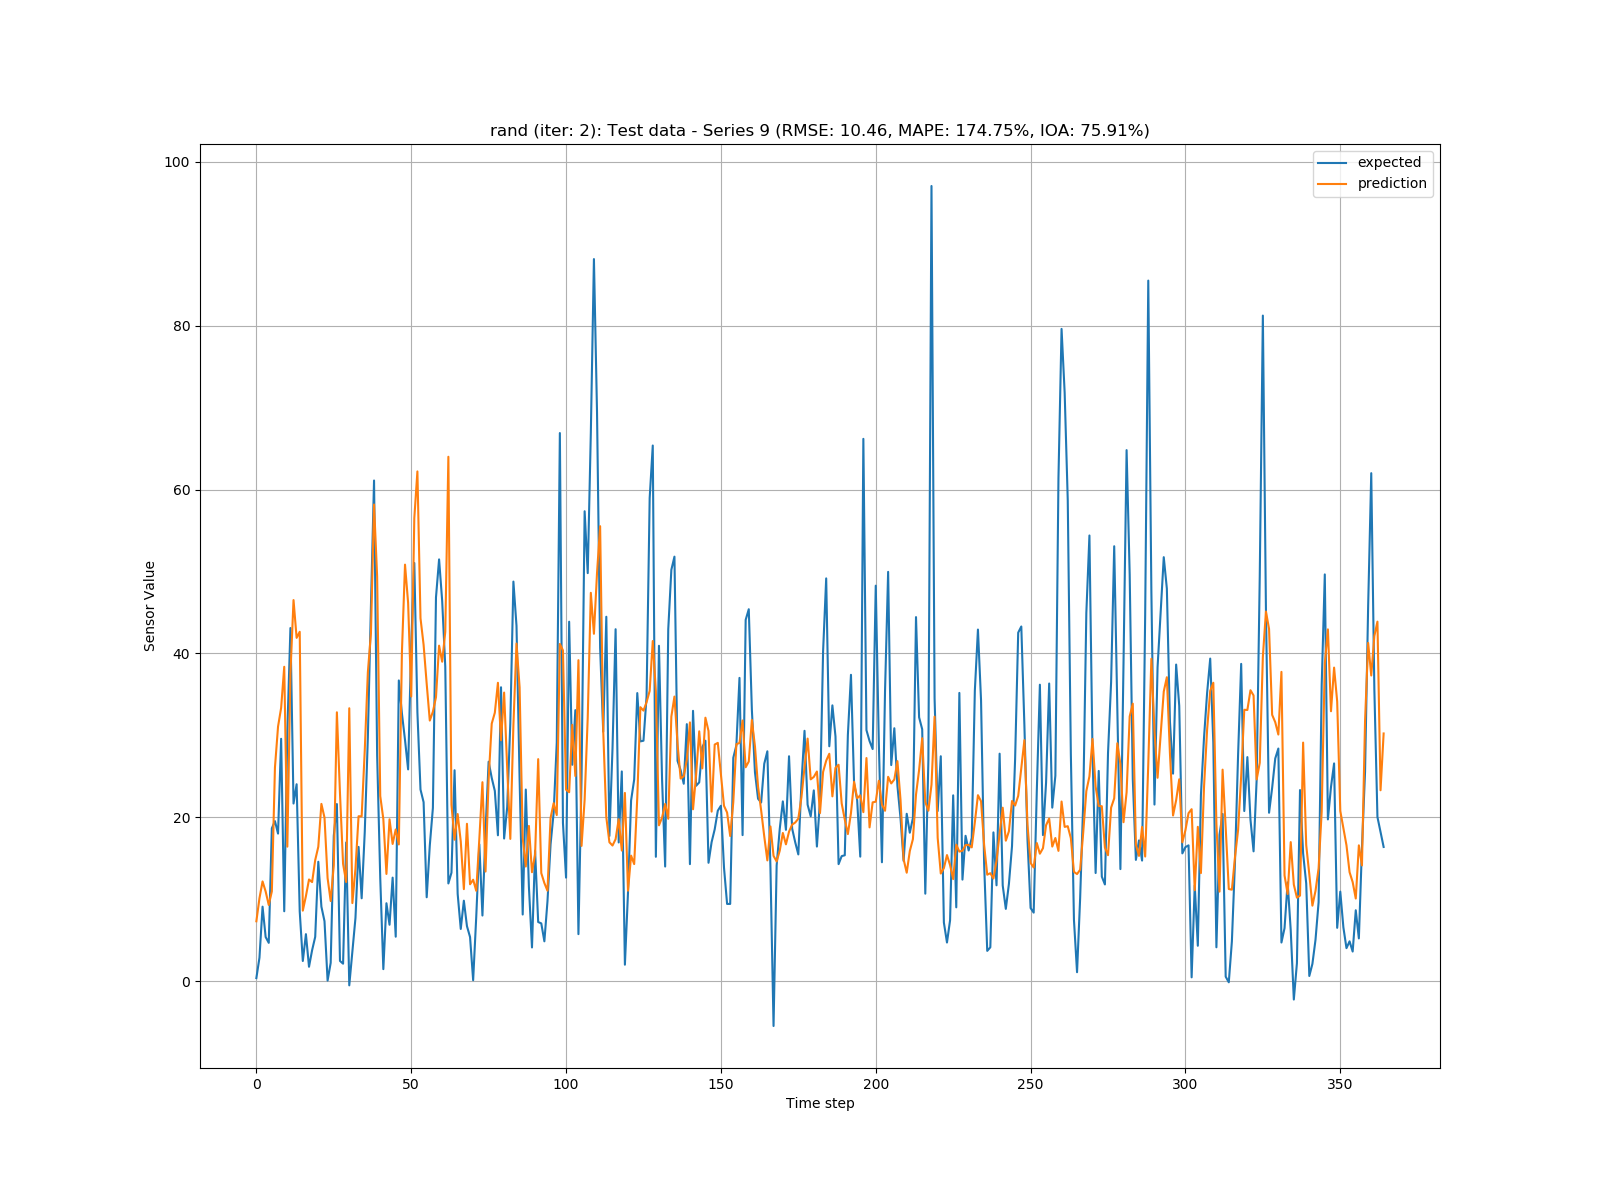 rand (iter: 2): Test data - Series 9 (RMSE: 10.46, MAPE: 174.75%, IOA: 75.91%)
expected
prediction
100
80
60
40
20
0
Sensor Value
0 50 100 150 200 250 300 350
Time step